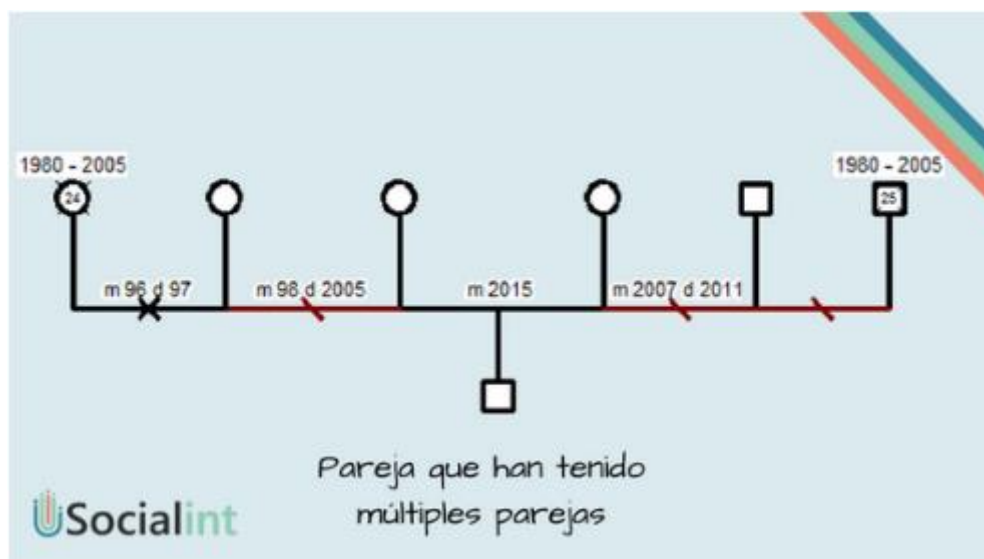 1980 - 2005
1980 - 2005
24
25
m 96 d 97
m 98 d 2005
m 2015
m 2007 d 2011
Pareja que han tenido
múltiples parejas
Socialint